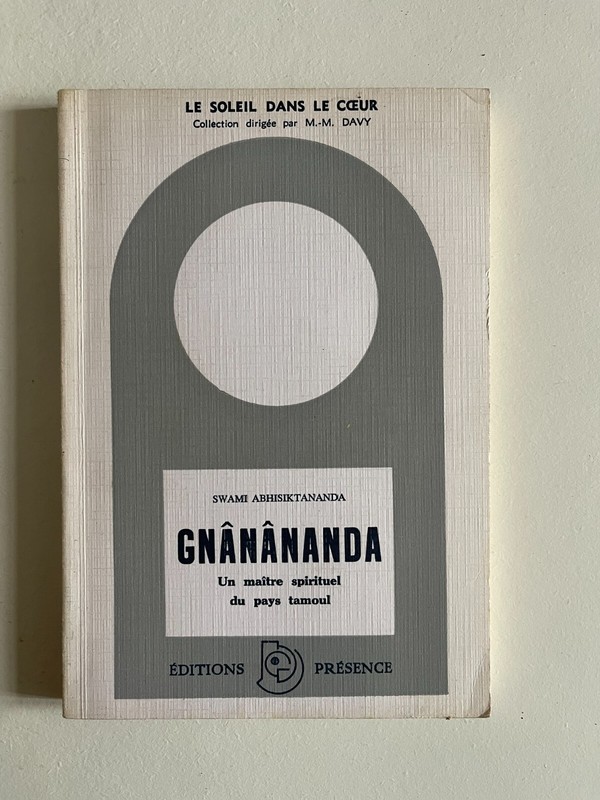 LE SOLEIL DANS LE CŒUR
Collection dirigée par M.-M. DAVY
SWAMI ABHISIKTANANDA
GNÂNÂNANDA
Un maître spirituel
du pays tamoul
ÉDITIONS PRÉSENCE